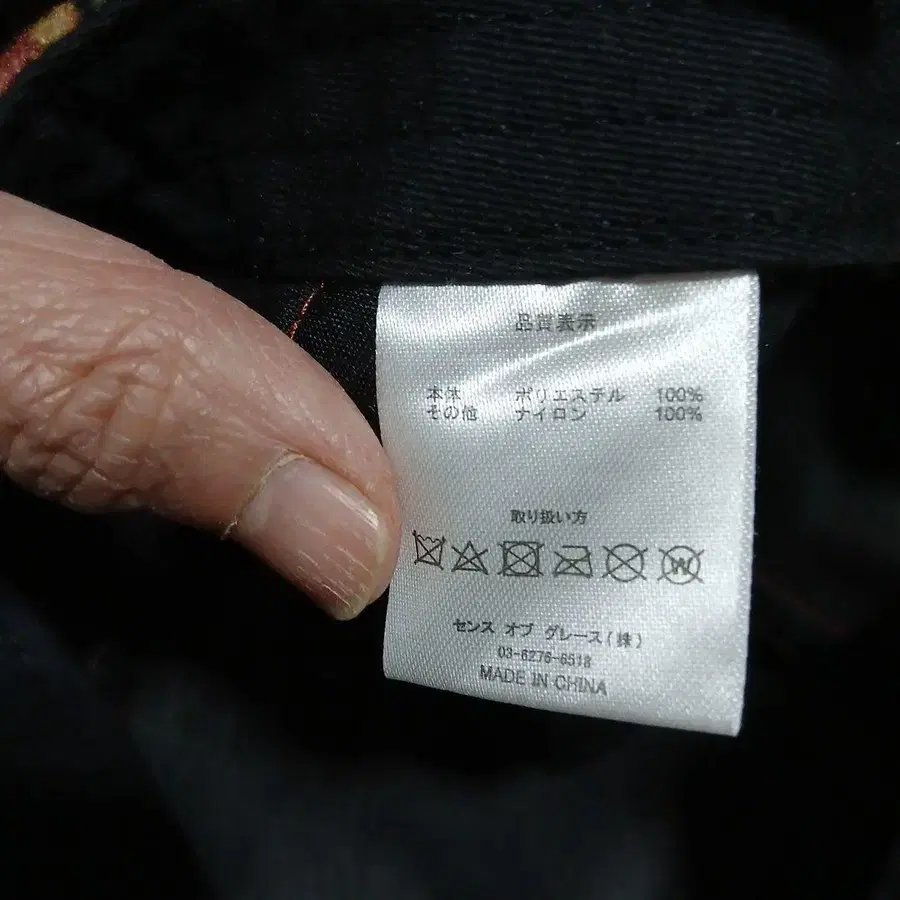 品質表示
本体 ポリエステル 100%
その他 ナイロン 100%
取り扱い方
W
センス オブ グレース(株)
03-6276-6518
MADE IN CHINA